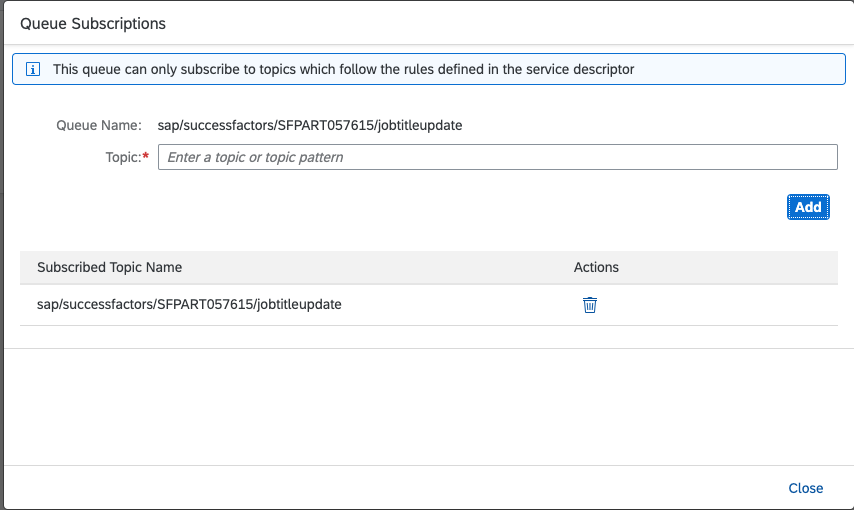 Queue Subscriptions
This queue can only subscribe to topics which follow the rules defined in the service descriptor
Queue Name: sap/successfactors/SFPART057615/jobtitleupdate
Topic:* Enter a topic or topic pattern
Add
Subscribed Topic Name Actions
sap/successfactors/SFPART057615/jobtitleupdate
Close